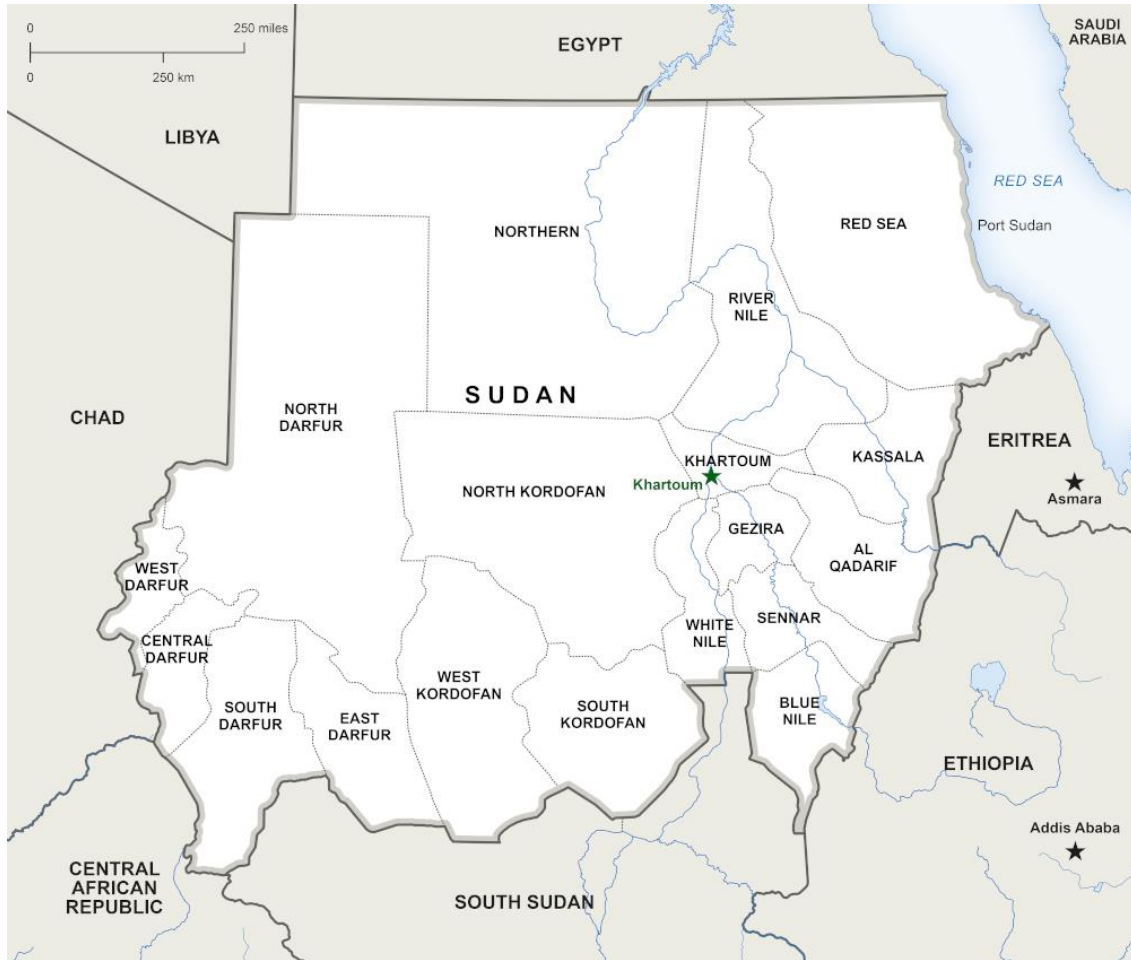 0 250 miles
0 250 km
EGYPT
SAUDI
ARABIA
LIBYA
RED SEA
NORTHERN
RED SEA
Port Sudan
RIVER
NILE
SUDAN
CHAD
NORTH
DARFUR
ERITREA
KHARTOUM
KASSALA
Khartoum
NORTH KORDOFAN
Asmara
GEZIRA
AL
QADARIF
WEST
DARFUR
SENNAR
WHITE
NILE
CENTRAL
DARFUR
WEST
KORDOFAN
SOUTH
DARFUR
EAST
DARFUR
SOUTH
KORDOFAN
BLUE
NILE
ETHIOPIA
Addis Ababa
CENTRAL
AFRICAN
REPUBLIC
SOUTH SUDAN